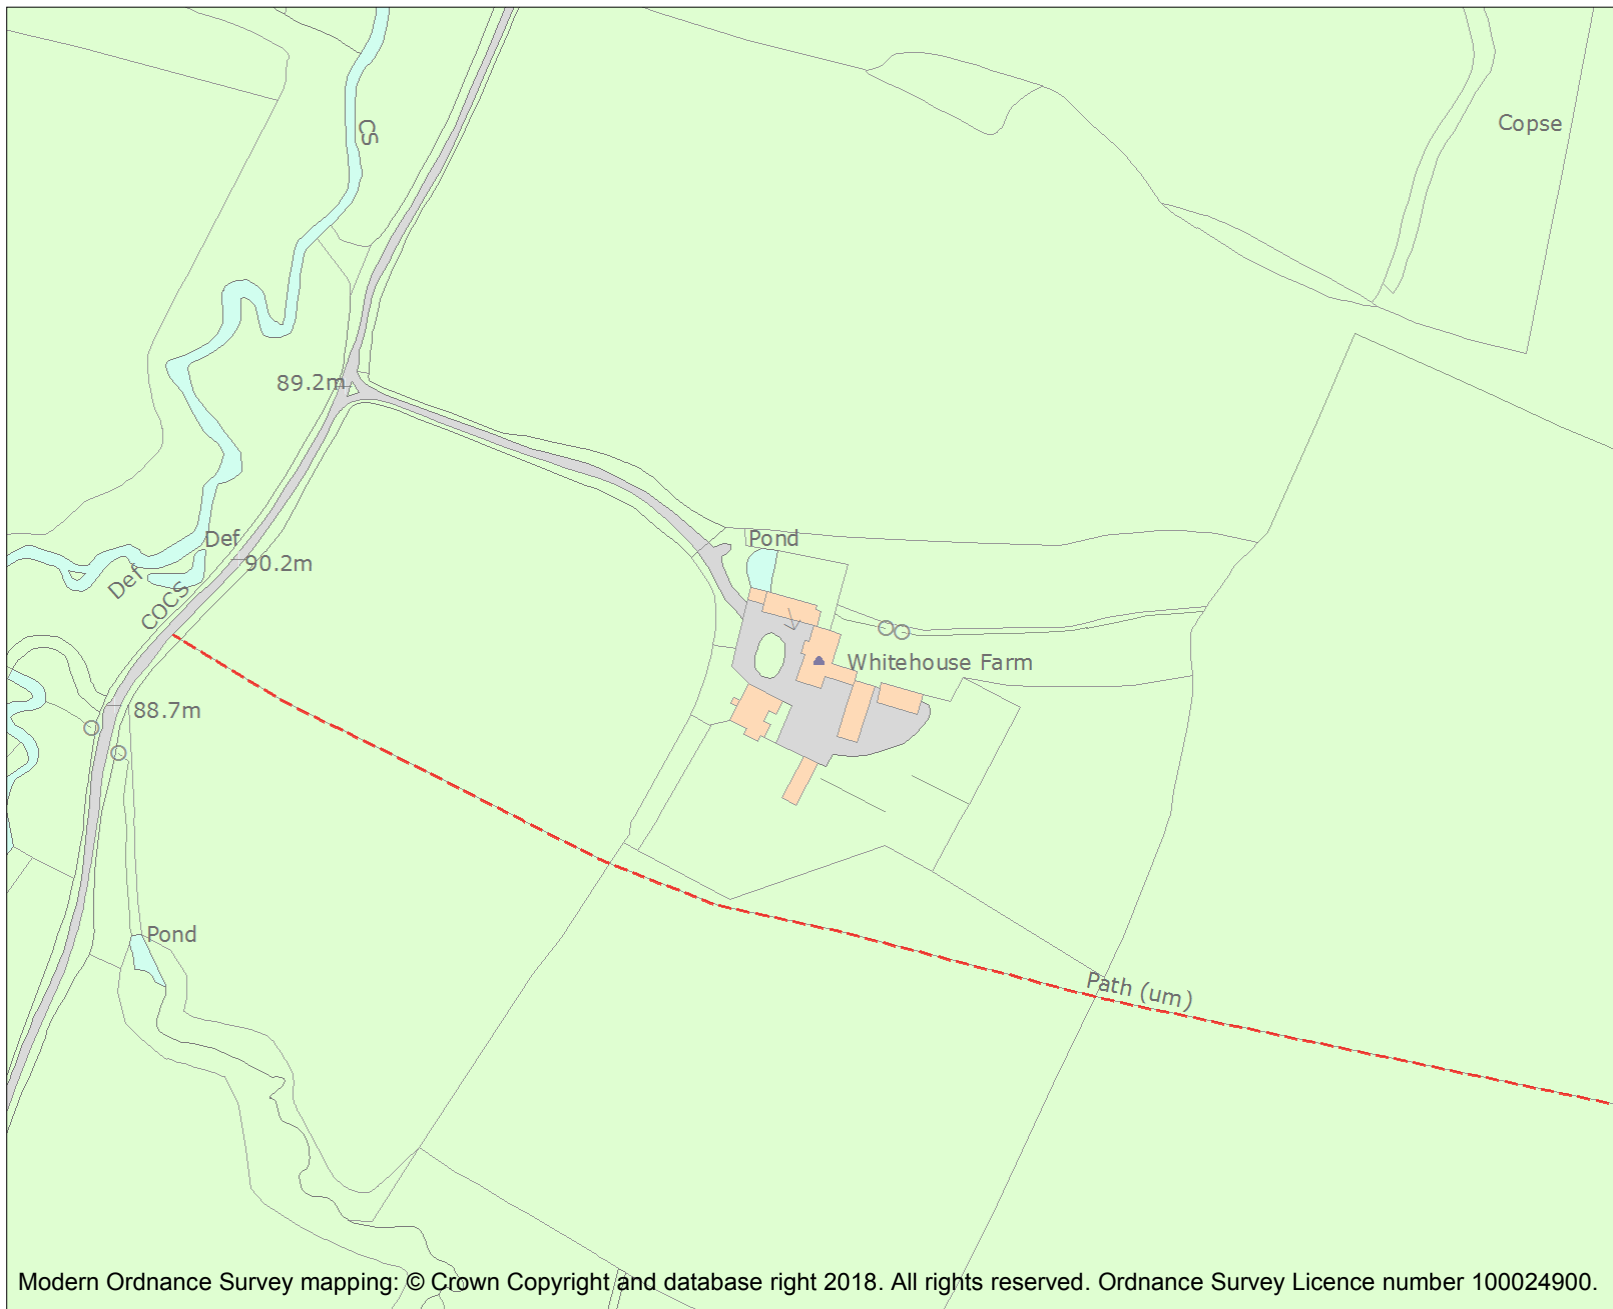 Copse
CS
89.2m
Def
Pond
90.2m
Def
COCS
Whitehouse Farm
88.7m
Pond
Path (um)
Modern Ordnance Survey mapping: © Crown Copyright and database right 2018. All rights reserved. Ordnance Survey Licence number 100024900.